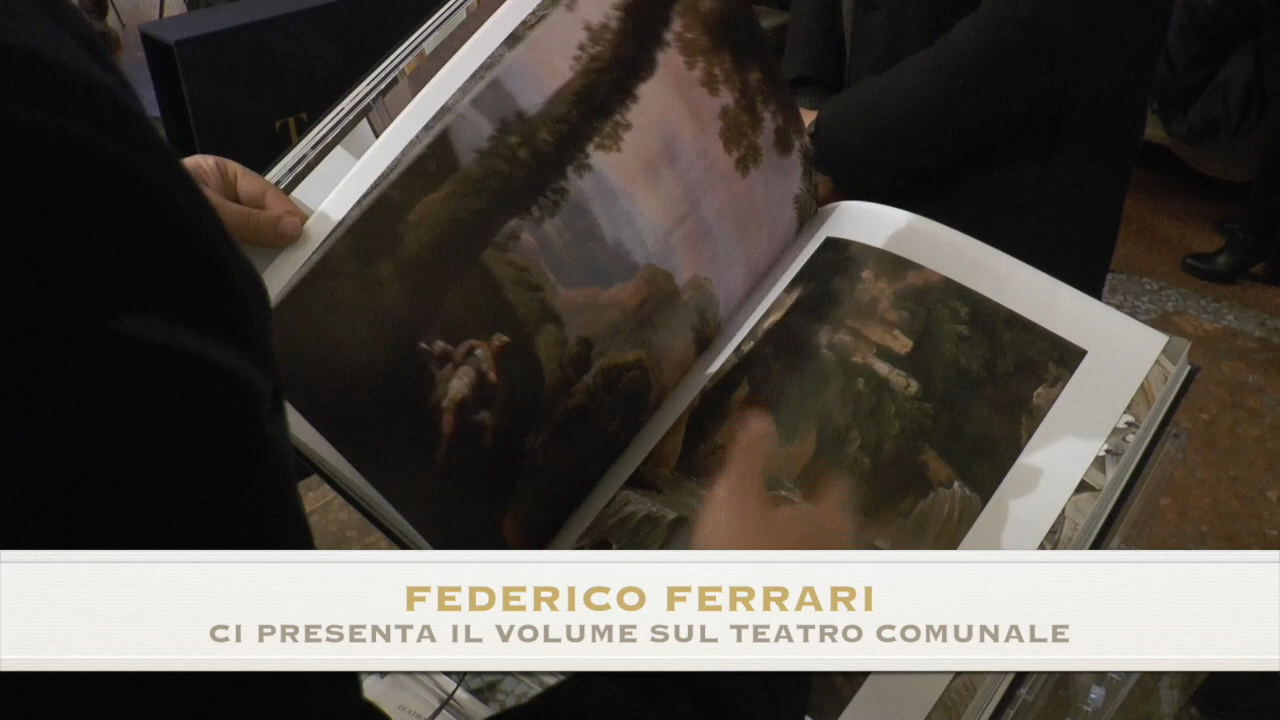 T
FEDERICO FERRARI
CI PRESENTA IL VOLUME SUL TEATRO COMUNALE